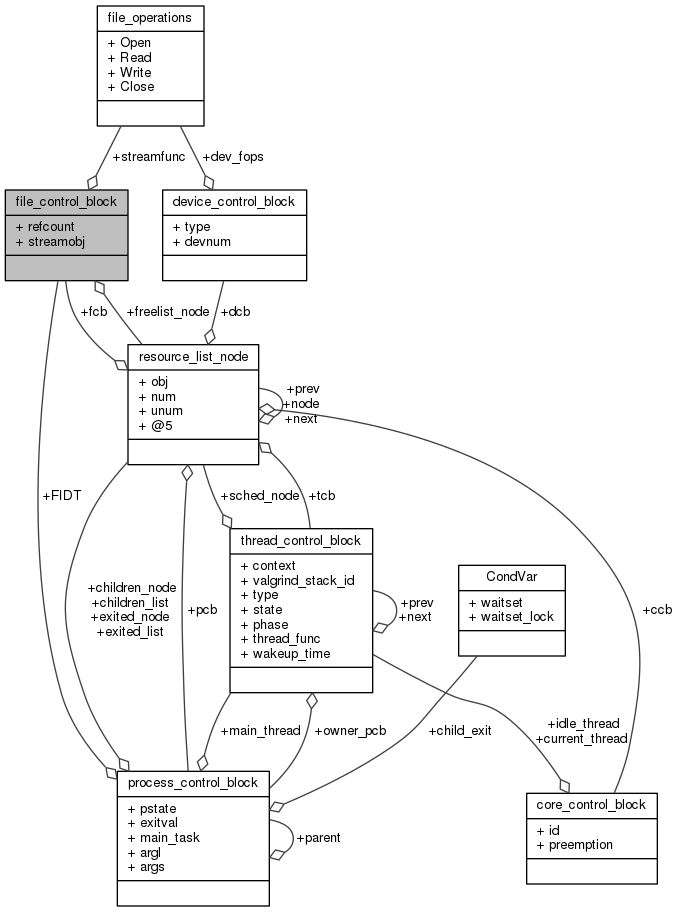 file_operations
+ Open
+ Read
+ Write
+ Close
+streamfunc
+dev_fops
file_control_block
+ refcount
+ streamobj
device_control_block
+ type
+ devnum
+fcb
+freelist_node
+dcb
resource_list_node
+ obj
+ num
+ unum
+ @5
+prev
+node
+next
+FIDT
+sched_node
+tcb
thread_control_block
+ context
+ valgrind_stack_id
+ type
+ state
+ phase
+ thread_func
+ wakeup_time
+prev
+next
CondVar
+ waitset
+ waitset_lock
+children_node
+children_list
+exited_node
+exited_list
+pcb
+ccb
+main_thread
+owner_pcb
+child_exit
+idle_thread
+current_thread
process_control_block
+ pstate
+ exitval
+ main_task
+ argl
+ args
+parent
core_control_block
+ id
+ preemption